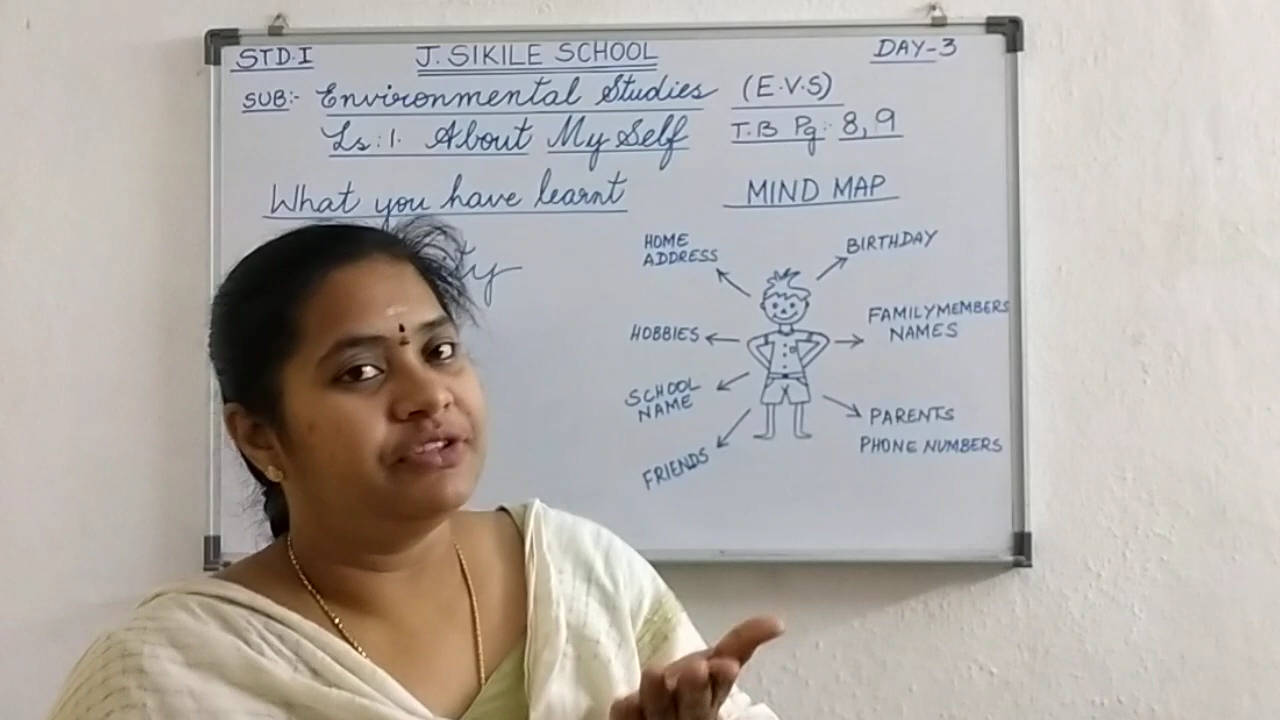 STD.I J. SIKILE SCHOOL DAY-3
SUB:- Environmental Studies (E.V.S)
Ls:1. About My Self T.B Pg: 8,9
What you have learnt MIND MAP
HOME
ADDRESS
BIRTHDAY
HOBBIES
FAMILYMEMBERS
NAMES
SCHOOL
NAME
PARENTS
PHONE NUMBERS
FRIENDS